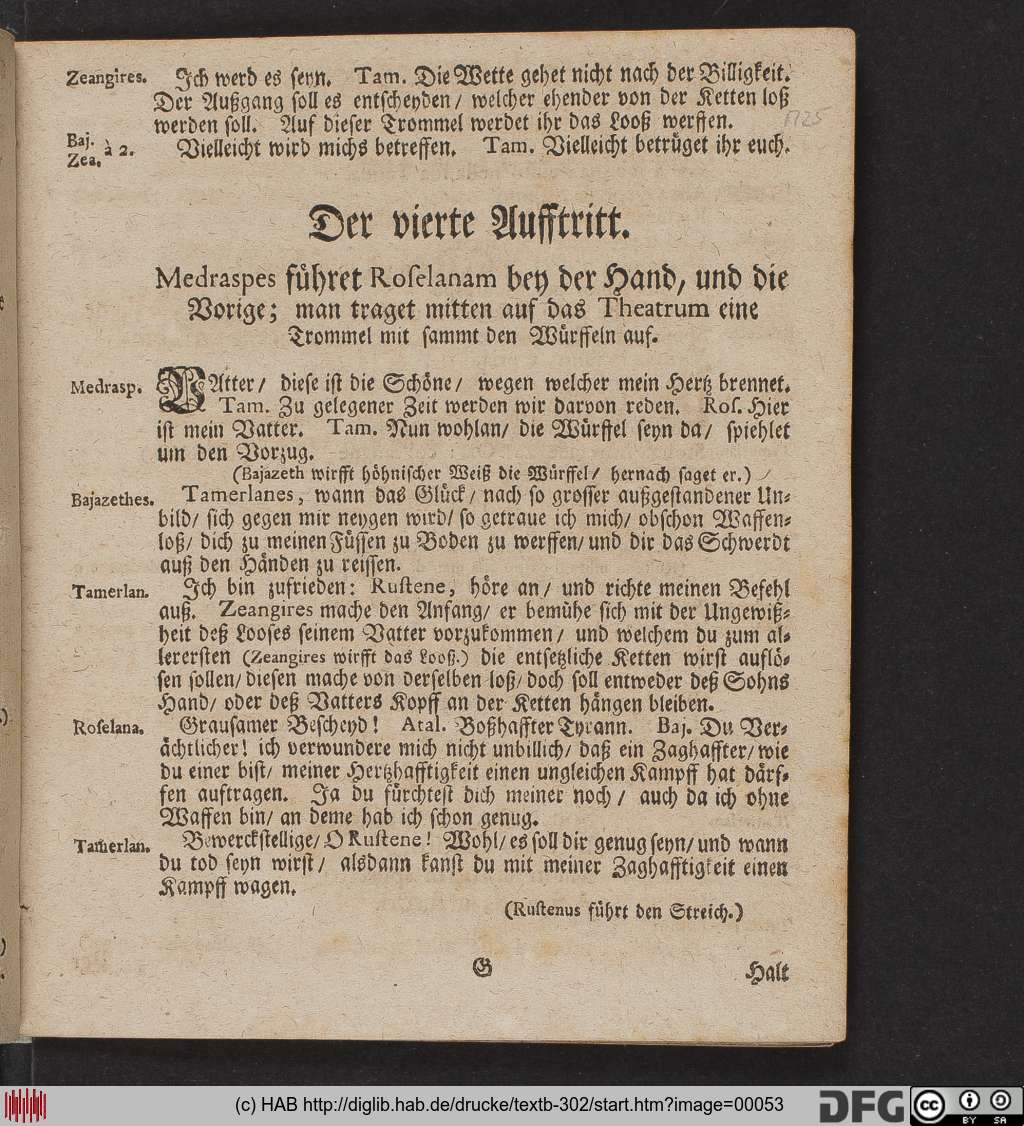 Zeangires. Ich werd es seyn. Tam. Die Wette gehet nicht nach der Billigkeit.
Der Außgang soll es entscheyden/ welcher ehender von der Ketten loß
werden soll. Auf dieser Trommel werdet ihr das Looß werffen.
1725
Baj. Zea. à 2. Vielleicht wird michs betreffen. Tam. Vielleicht betrüget ihr euch.
Der vierte Aufftritt.
Medraspes führet Roselanam bey der Hand, und die
Vorige; man traget mitten auf das Theatrum eine
Trommel mit sammt den Würffeln auf.
Medrasp. VAtter/ diese ist die Schöne/ wegen welcher mein Hertz brennet.
Tam. Zu gelegener Zeit werden wir darvon reden. Ros. Hier
ist mein Vatter. Tam. Nun wohlan/ die Würffel seyn da/ spiehlet
um den Vorzug.
(Bajazeth wirfft höhnischer Weiß die Würffel/ hernach saget er.)
Bajazethes. Tamerlanes, wann das Glück/ nach so grosser außgestandener Un-
bild/ sich gegen mir neygen wird/ so getraue ich mich/ obschon Waffen-
loß/ dich zu meinen Füssen zu Boden zu werffen/ und dir das Schwerdt
auß den Händen zu reissen.
Tamerlan. Ich bin zufrieden: Rustene, höre an/ und richte meinen Befehl
auß. Zeangires mache den Anfang/ er bemühe sich mit der Ungewiß-
heit deß Looses seinem Vatter vorzukommen/ und welchem du zum al-
lerersten (Zeangires wirfft das Looß.) die entsetzliche Ketten wirst auflö-
sen sollen/ diesen mache von derselben loß/ doch soll entweder deß Sohns
Hand/ oder deß Vatters Kopff an der Ketten hängen bleiben.
Roselana. Grausamer Bescheyd! Atal. Boßhaffter Tyrann. Baj. Du Ver-
ächtlicher! ich verwundere mich nicht unbillich/ daß ein Zaghaffter/ wie
du einer bist/ meiner Hertzhafftigkeit einen ungleichen Kampff hat därf-
fen auftragen. Ja du fürchtest dich meiner noch/ auch da ich ohne
Waffen bin/ an deme hab ich schon genug.
Tamerlan. Bewerckstellige/ O Rustene! Wohl/ es soll dir genug seyn/ und wann
du tod seyn wirst/ alsdann kanst du mit meiner Zaghafftigkeit einen
Kampff wagen.
(Rustenus führt den Streich.)
G
Halt
(c) HAB http://diglib.hab.de/drucke/textb-302/start.htm?image=00053
DFG
cc BY SA